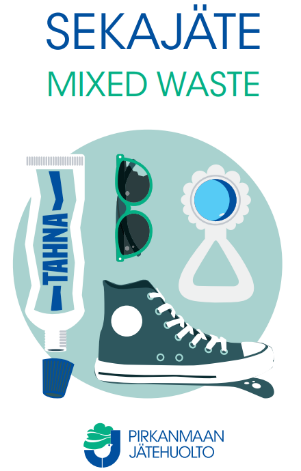 SEKAJÄTE
MIXED WASTE
TAHNA
PIRKANMAAN
JÄTEHUOLTO